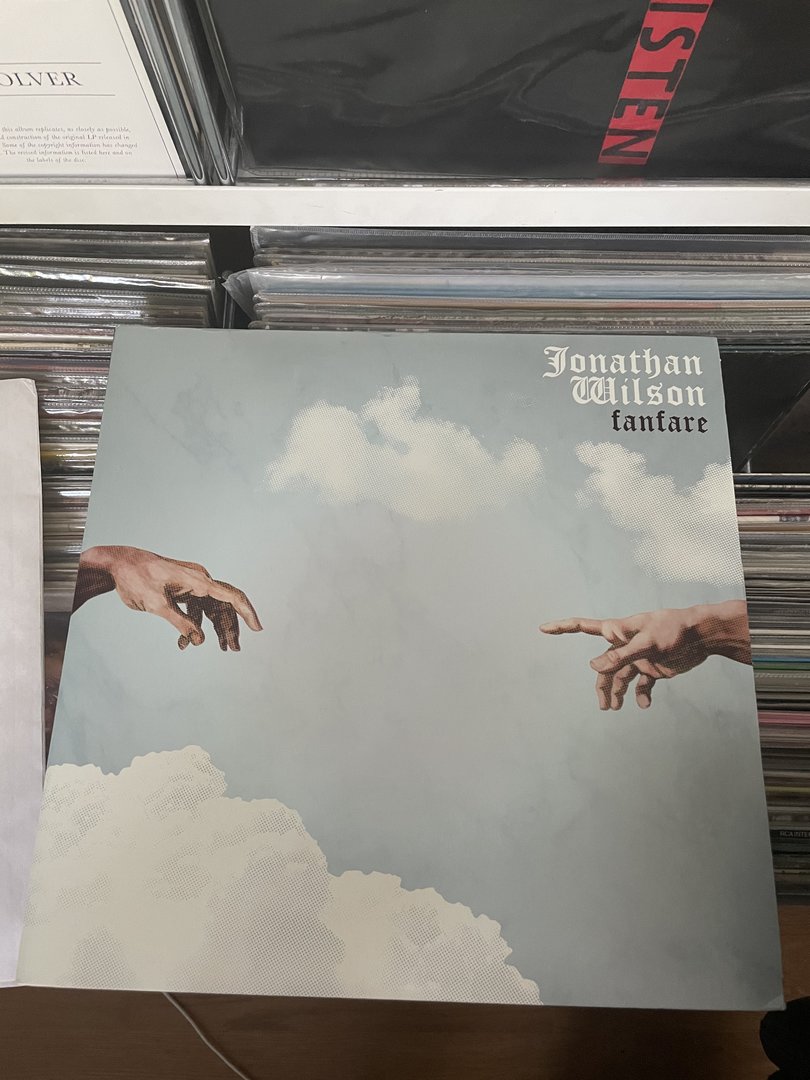 OLVER
this album replicates, as closely as possible,
construction of the original LP released in
Some of the copyright information has changed
The revised information is listed here and on
the labels of the disc.
ISTEN
Jonathan
Wilson
fanfare